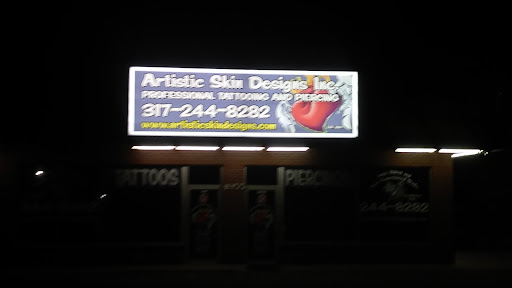 Artistic Skin Designs Inc.
PROFESSIONAL TATTOOING AND PIERCING
317-244-8282
www.artisticskindesigns.com
TATTOOS
PIERCING
244-8282